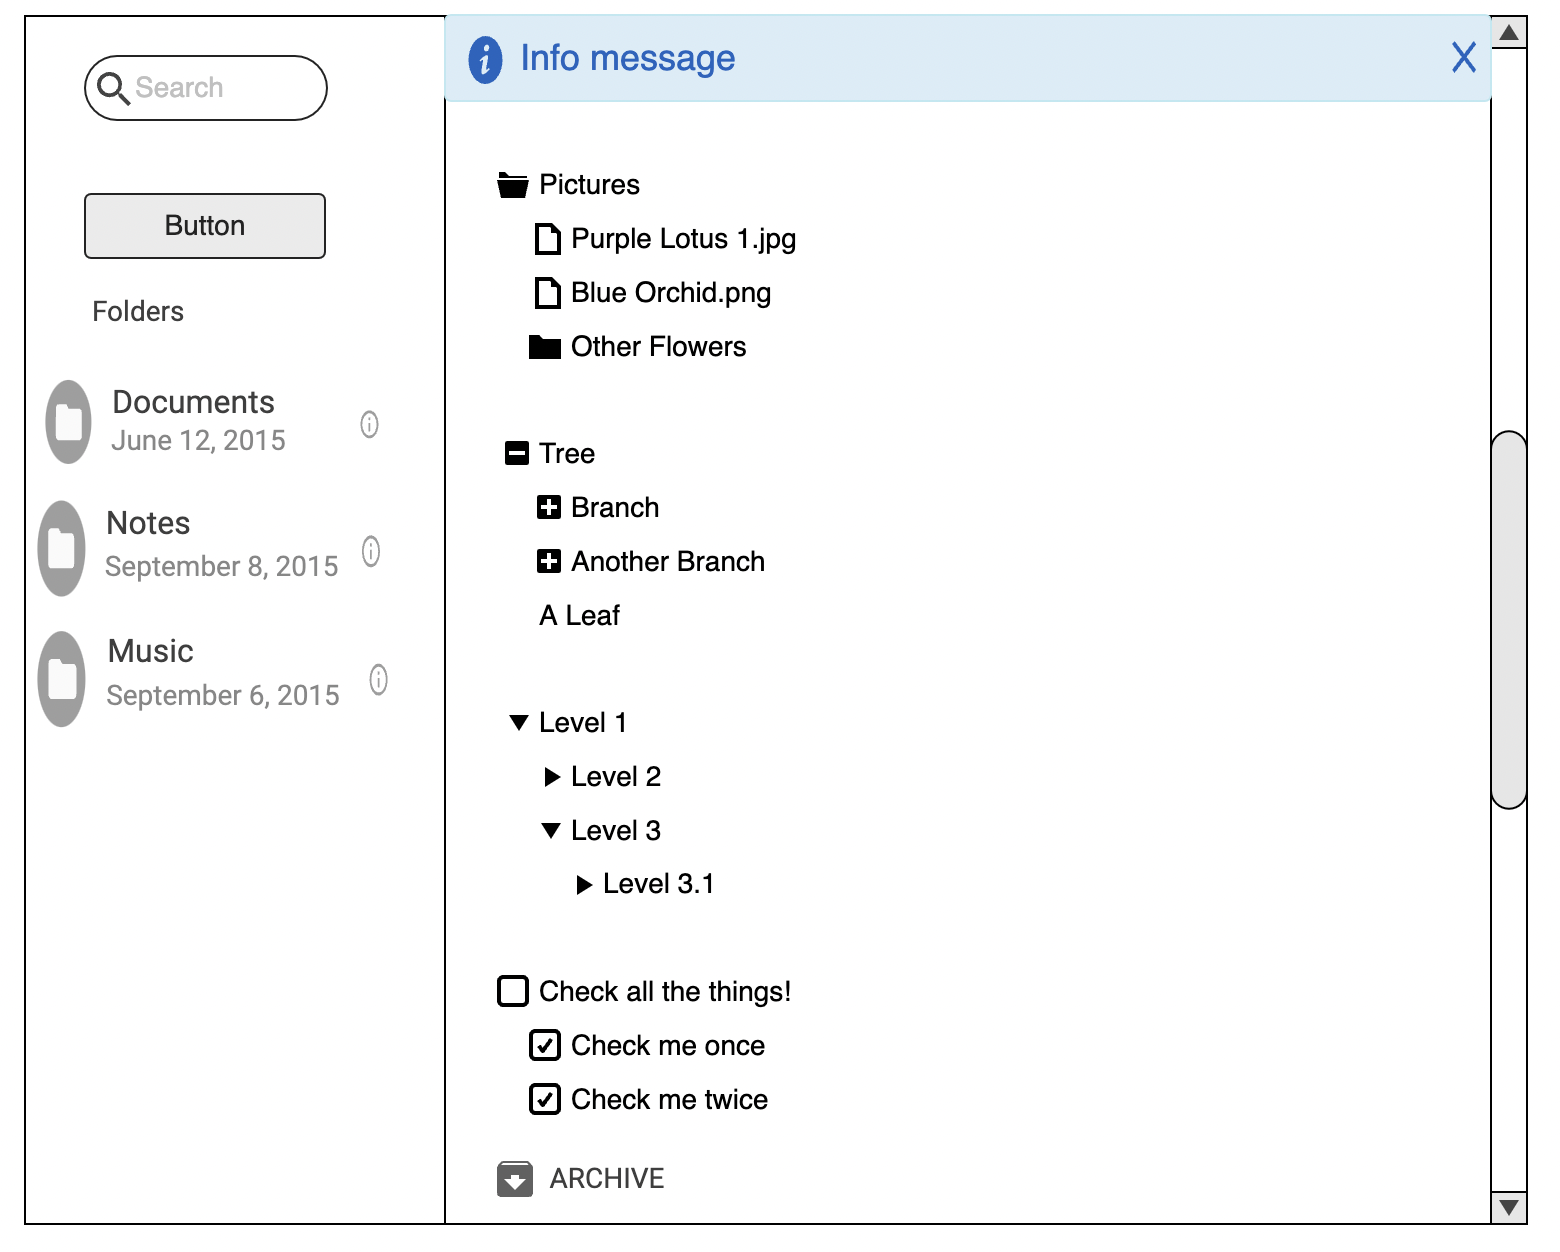 Search
Button
Folders
Documents
June 12, 2015
Notes
September 8, 2015
Music
September 6, 2015
Info message
X
Pictures
Purple Lotus 1.jpg
Blue Orchid.png
Other Flowers
Tree
Branch
Another Branch
A Leaf
Level 1
Level 2
Level 3
Level 3.1
Check all the things!
Check me once
Check me twice
ARCHIVE